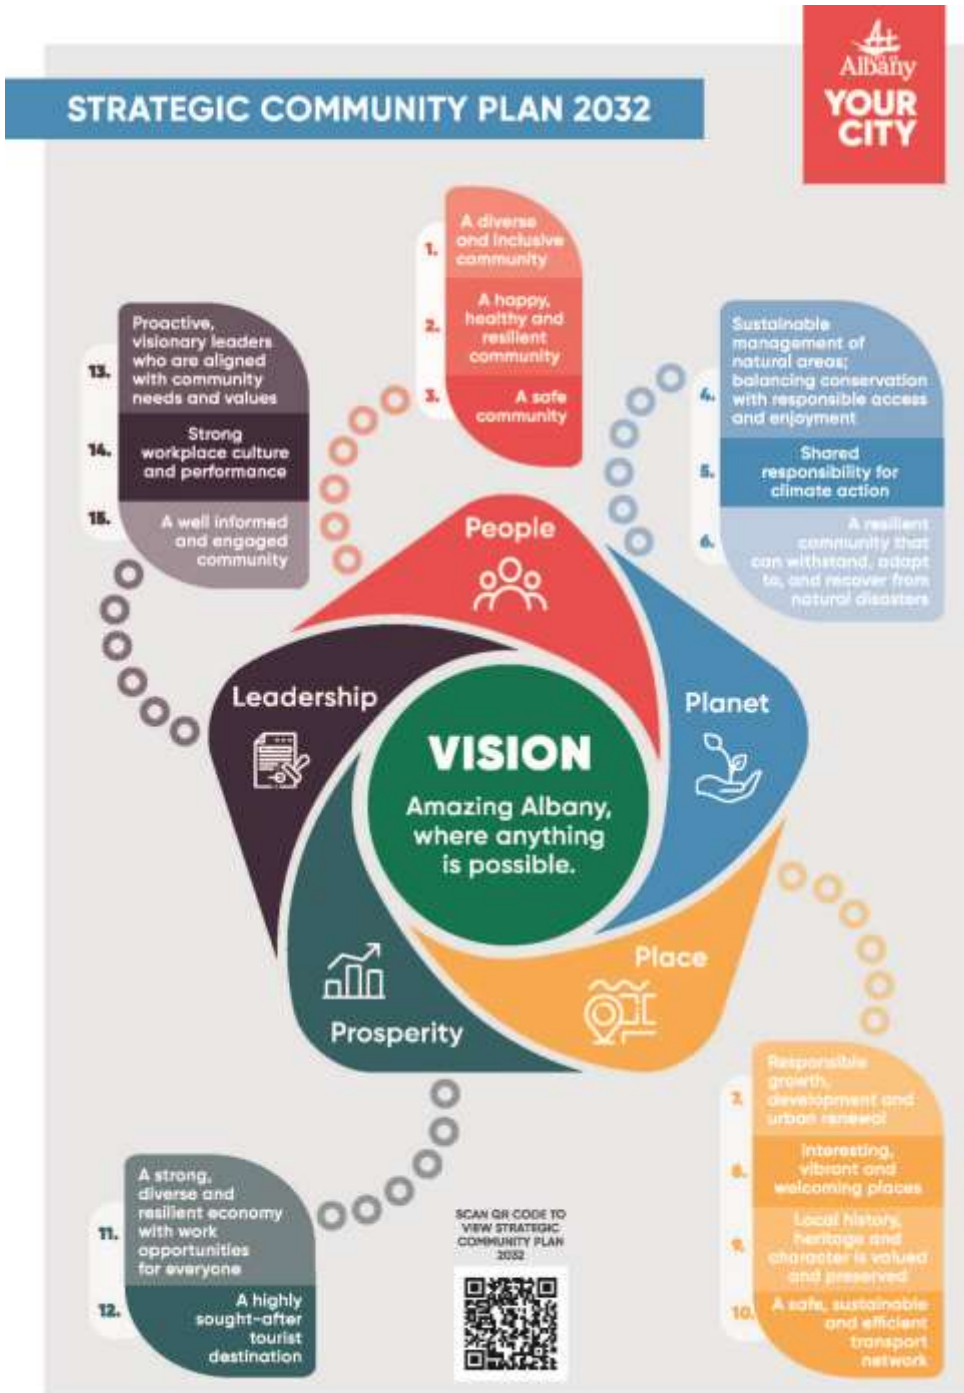 Albany
YOUR
CITY
STRATEGIC COMMUNITY PLAN 2032
1.
A diverse
and inclusive
community
2.
A happy,
healthy and
resilient
community
3.
A safe
community
4.
Sustainable
management of
natural areas;
balancing conservation
with responsible access
and enjoyment
5.
Shared
responsibility for
climate action
6.
A resilient
community that
can withstand, adapt
to, and recover from
natural disasters
13.
Proactive,
visionary leaders
who are aligned
with community
needs and values
14.
Strong
workplace culture
and performance
15.
A well informed
and engaged
community
People
Leadership
Planet
VISION
Amazing Albany,
where anything
is possible.
Place
Prosperity
7.
Responsible
growth,
development and
urban renewal
8.
Interesting,
vibrant and
welcoming places
9.
Local history,
heritage and
character is valued
and preserved
10.
A safe, sustainable
and efficient
transport
network
11.
A strong,
diverse and
resilient economy
with work
opportunities
for everyone
12.
A highly
sought-after
tourist
destination
SCAN QR CODE TO
VIEW STRATEGIC
COMMUNITY PLAN
2032